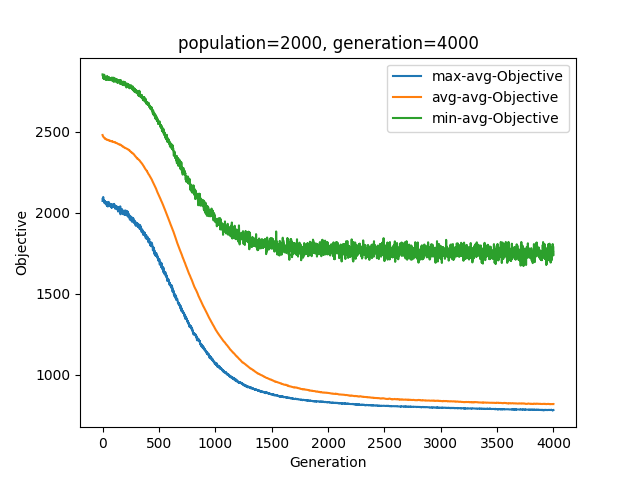 population=2000, generation=4000
max-avg-Objective
avg-avg-Objective
min-avg-Objective
2500
2000
1500
1000
Objective
0
500
1000
1500
2000
2500
3000
3500
4000
Generation